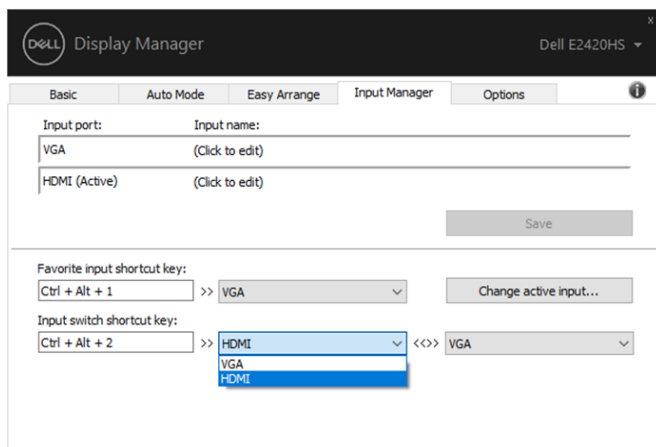 x
DELL Display Manager Dell E2420HS
Basic Auto Mode Easy Arrange Input Manager Options i
Input port: Input name:
VGA (Click to edit)
HDMI (Active) (Click to edit)
Save
Favorite input shortcut key:
Ctrl + Alt + 1 >> VGA Change active input...
Input switch shortcut key:
Ctrl + Alt + 2 >> HDMI <<>> VGA
VGA
HDMI